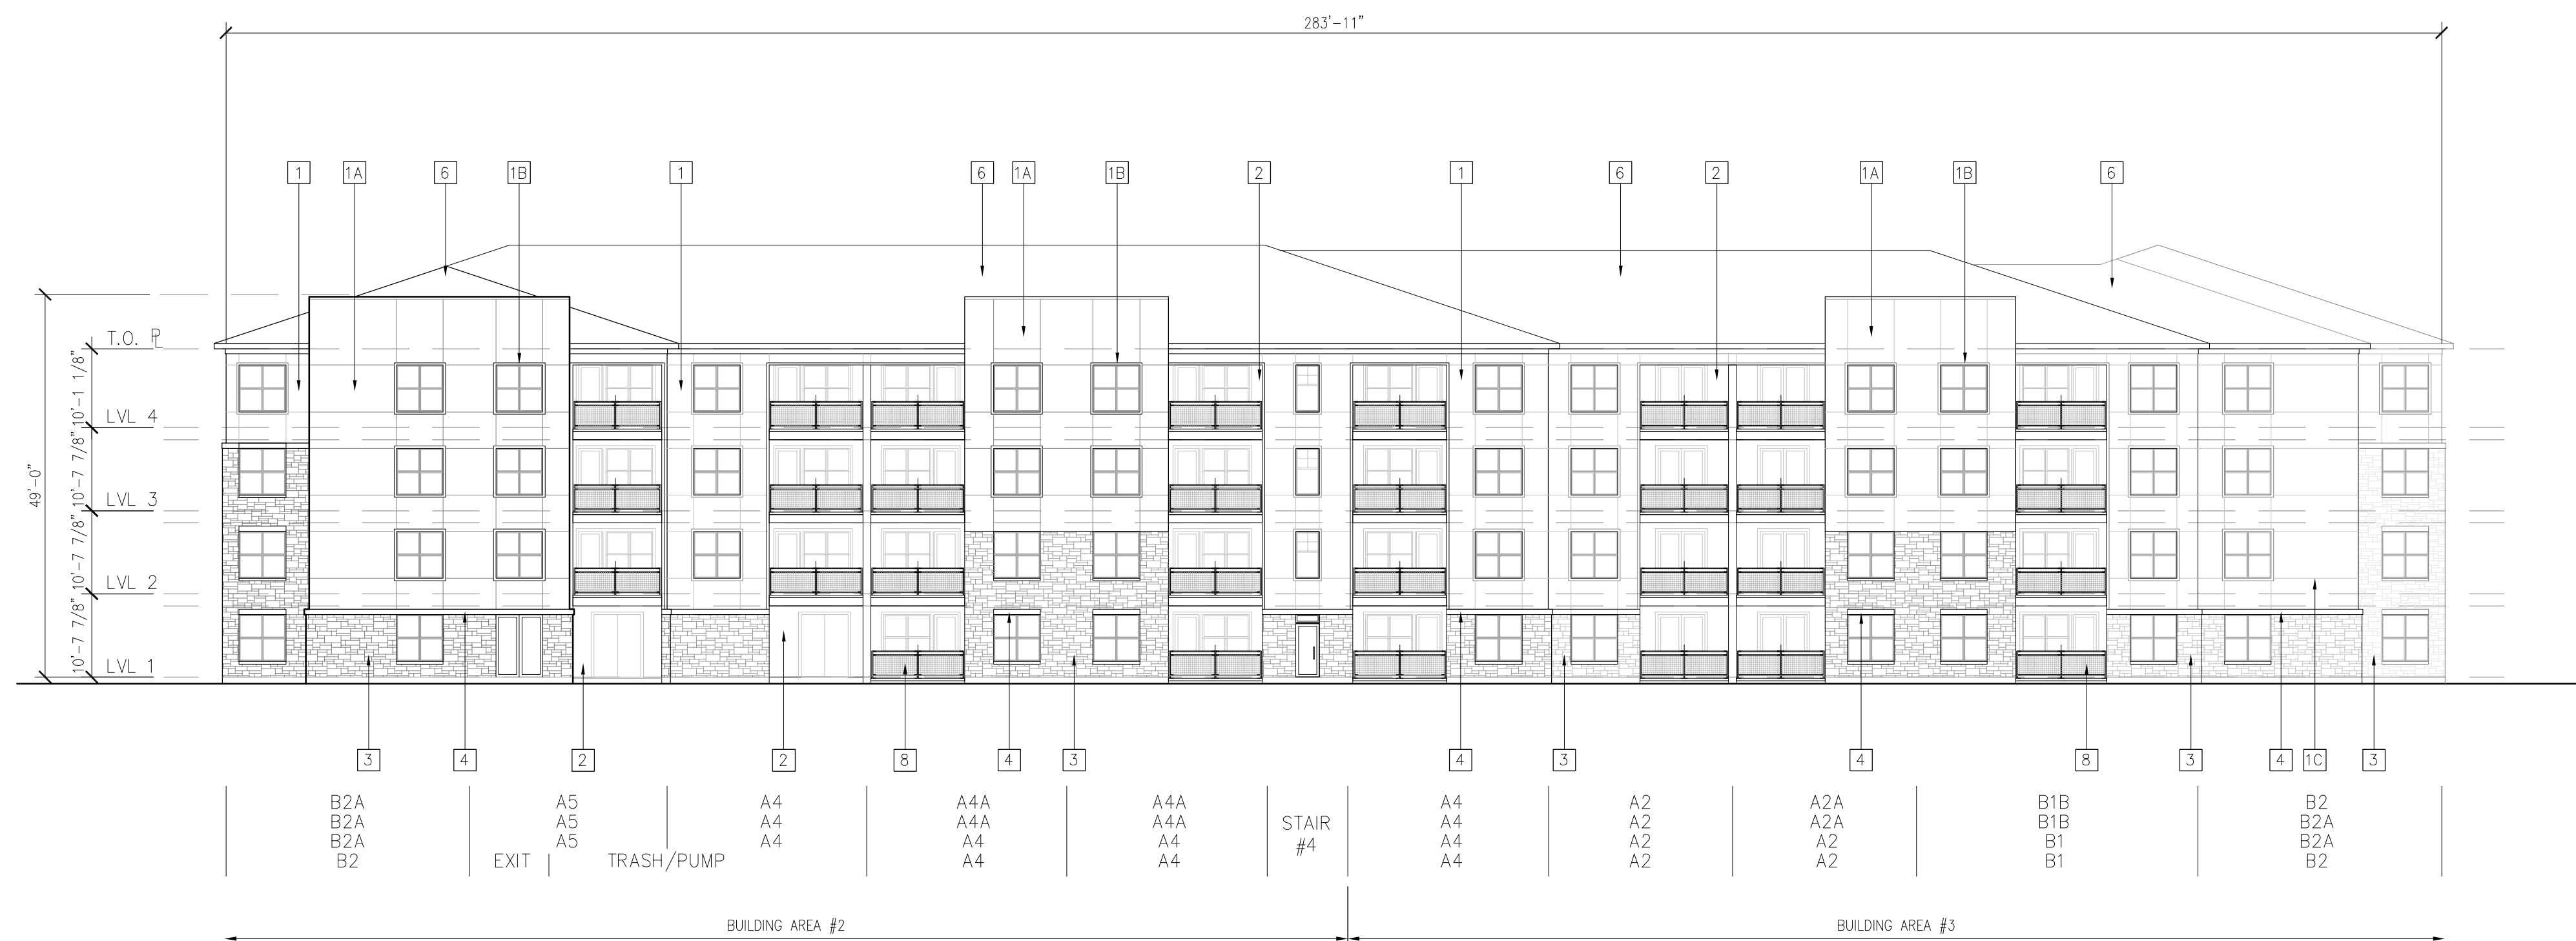 283'-11"
1 1A 6 1B 1 6 1A 1B 2 1 6 2 1A 1B 6
T.O. PL
10'-1 1/8"
LVL 4
10'-7 7/8"
49'-0"
LVL 3
10'-7 7/8"
LVL 2
10'-7 7/8"
LVL 1
3 4 2 2 8 4 3 4 3 4 8 3 4 1C 3
B2A A5 A4 A4A A4A A4 A2 A2A B1B B2
B2A A5 A4 A4A A4A STAIR A4 A2 A2A B1B B2A
B2A A5 A4 A4 A4 #4 A4 A2 A2 B1 B2A
B2 EXIT TRASH/PUMP A4 A4 A4 A2 A2 B1 B2
BUILDING AREA #2 BUILDING AREA #3